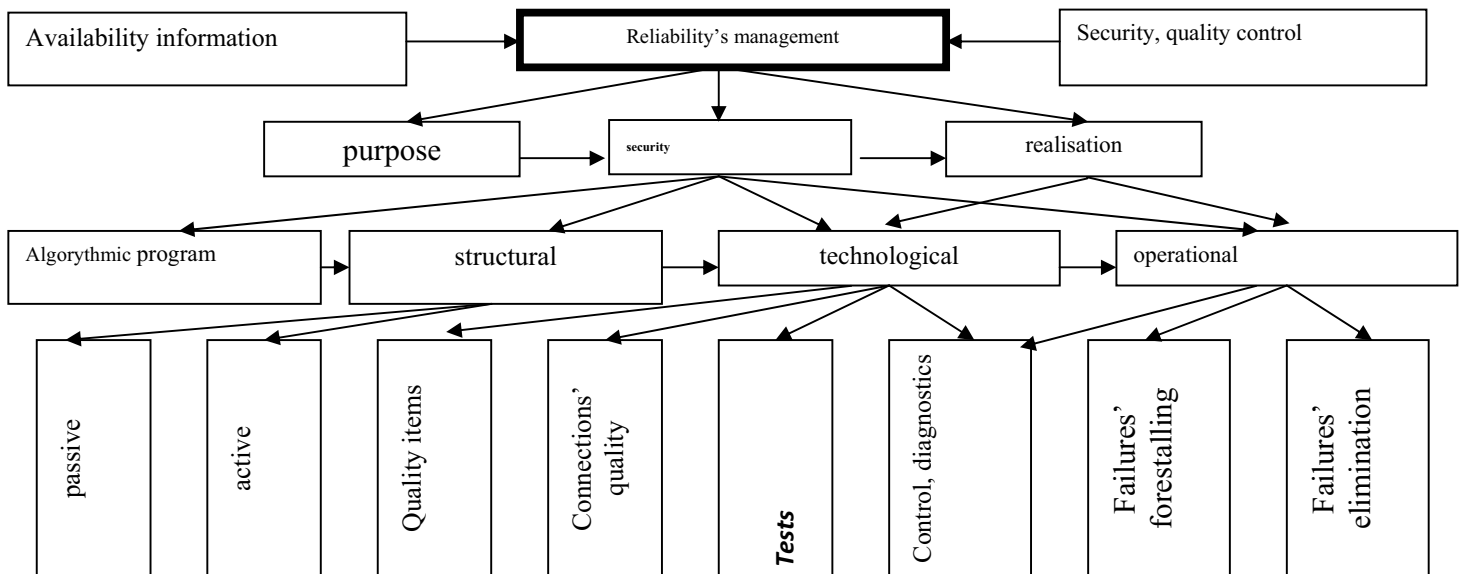 Availability information
Reliability’s management
Security, quality control
purpose
security
realisation
Algorythmic program
structural
technological
operational
passive
active
Quality items
Connections’
quality
Tests
Control, diagnostics
Failures’
forestalling
Failures’
elimination